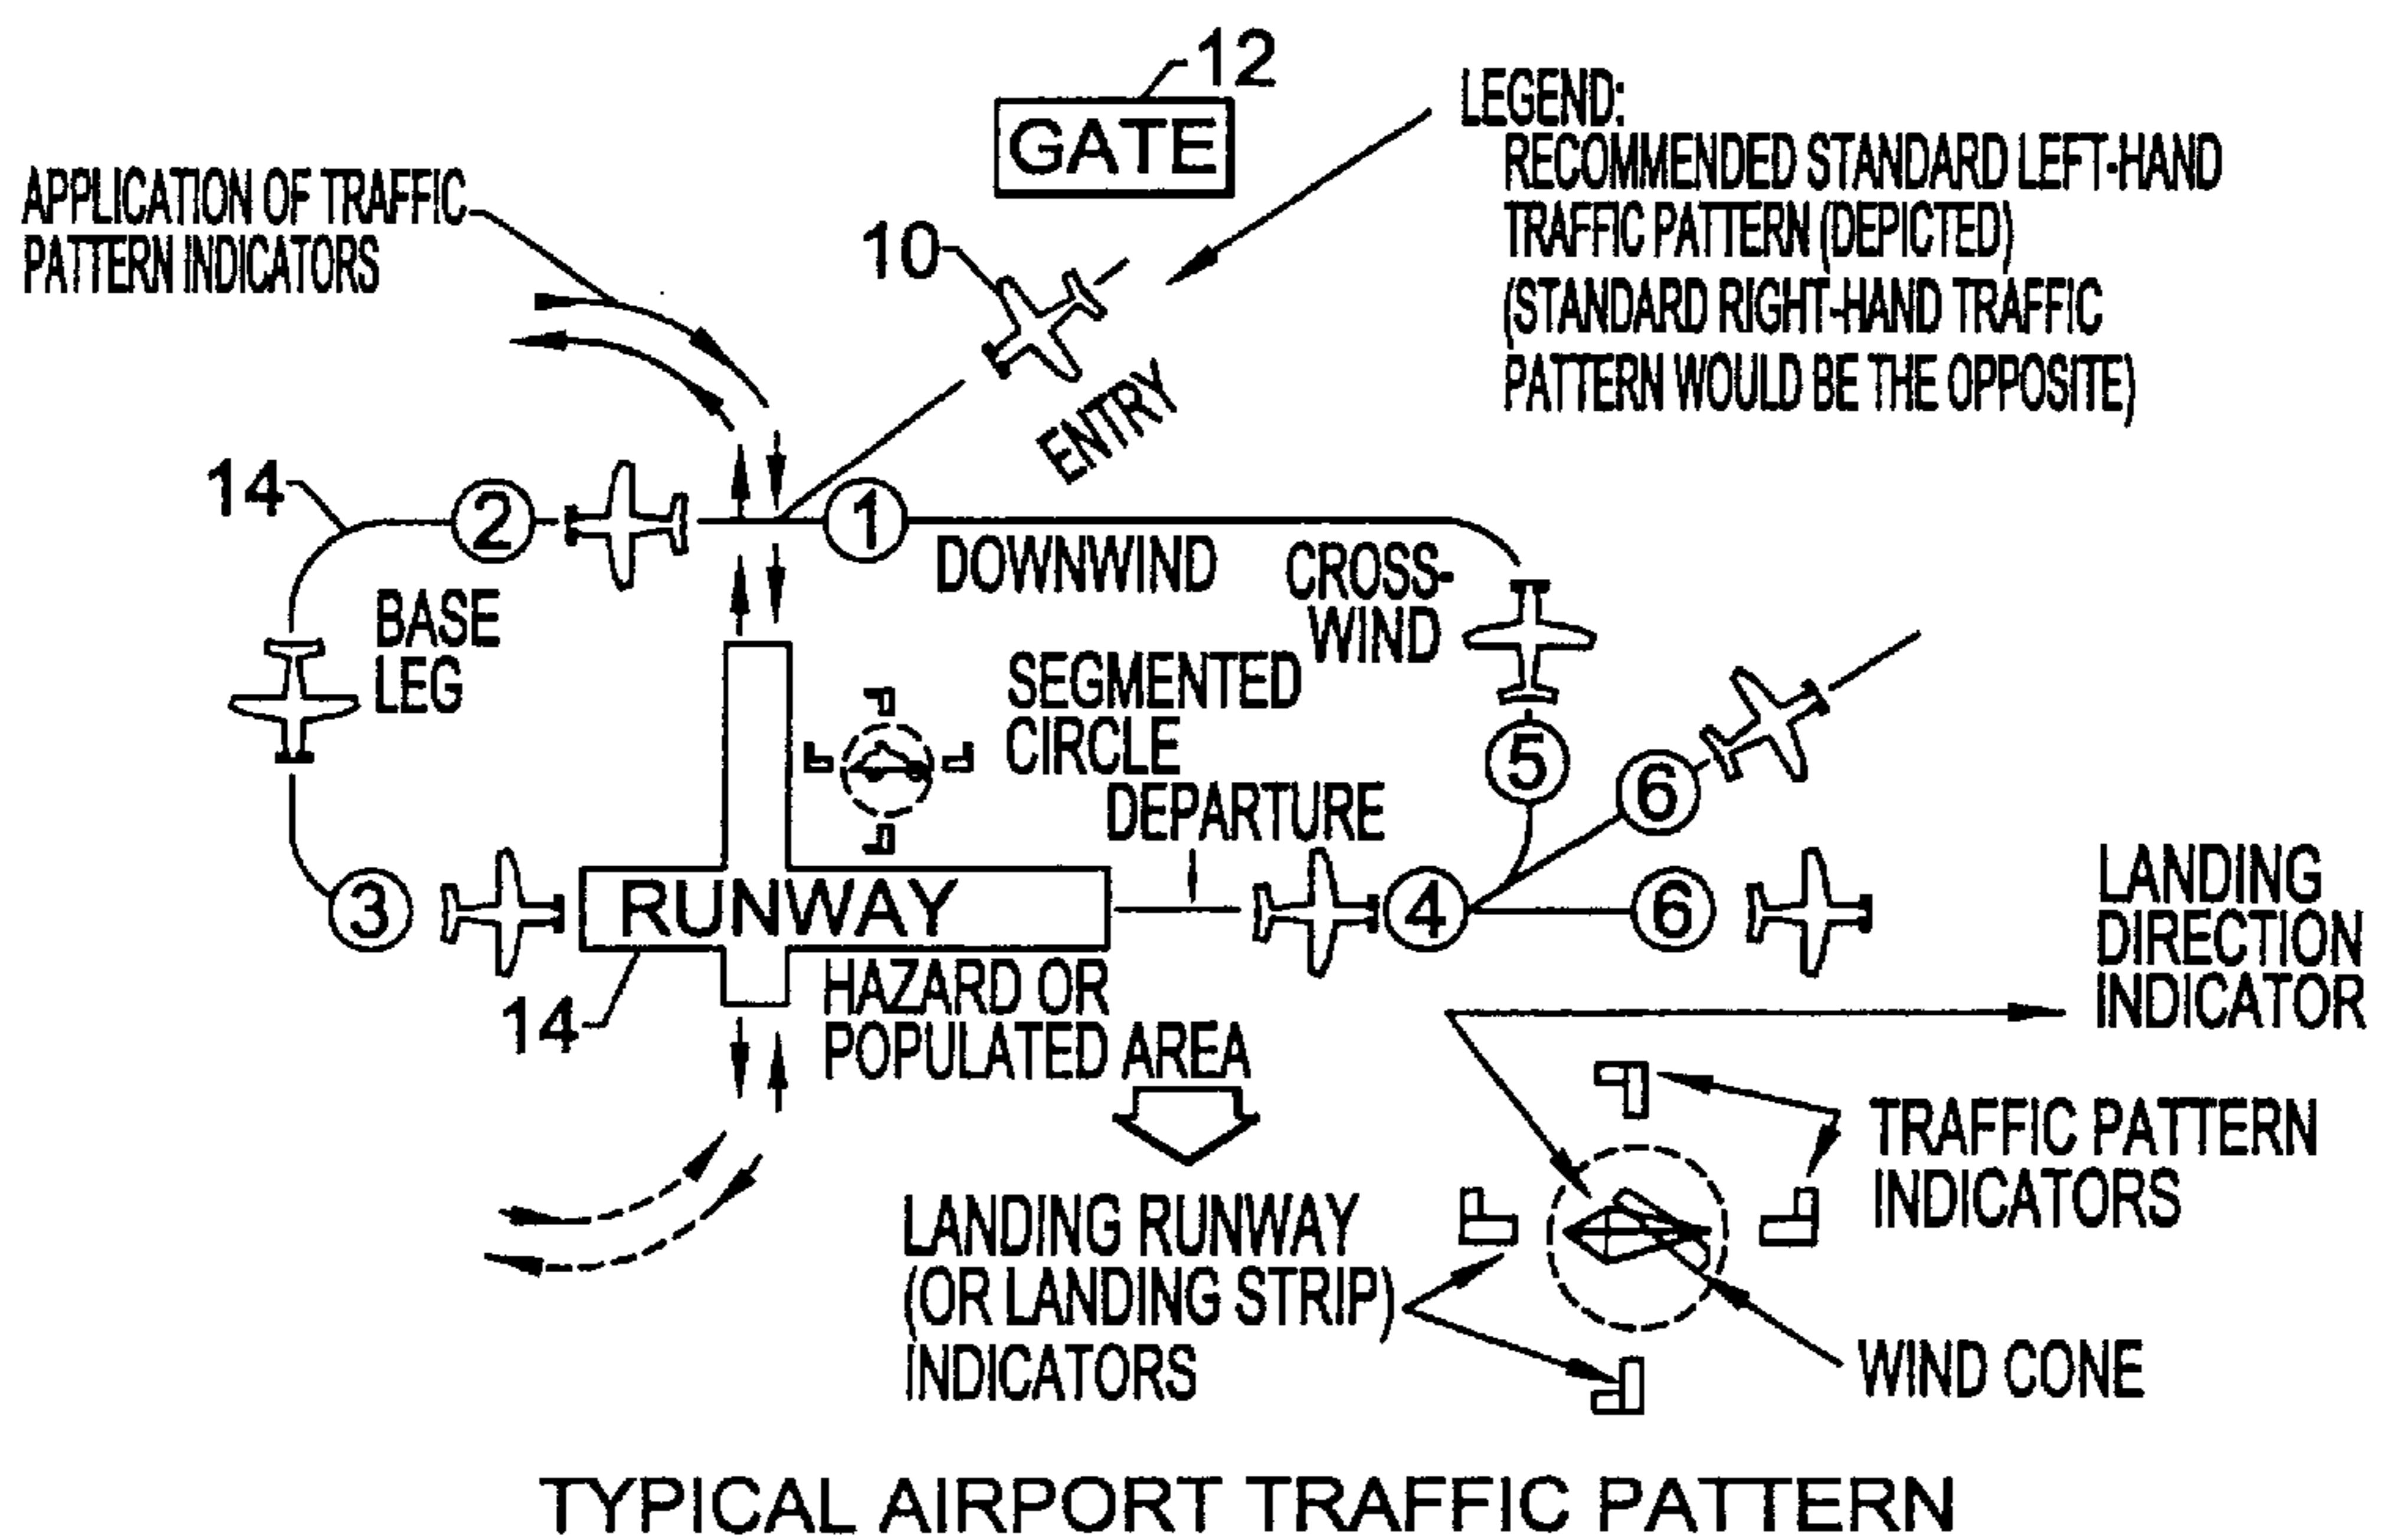 12
GATE
LEGEND:
RECOMMENDED STANDARD LEFT-HAND
TRAFFIC PATTERN (DEPICTED)
(STANDARD RIGHT-HAND TRAFFIC
PATTERN WOULD BE THE OPPOSITE)
APPLICATION OF TRAFFIC
PATTERN INDICATORS
10
ENTRY
14
2
1
DOWNWIND
CROSS-
WIND
BASE
LEG
SEGMENTED
CIRCLE
5
6
DEPARTURE
3
RUNWAY
4
6
LANDING
DIRECTION
INDICATOR
14
HAZARD OR
POPULATED AREA
TRAFFIC PATTERN
INDICATORS
LANDING RUNWAY
(OR LANDING STRIP)
INDICATORS
WIND CONE
TYPICAL AIRPORT TRAFFIC PATTERN